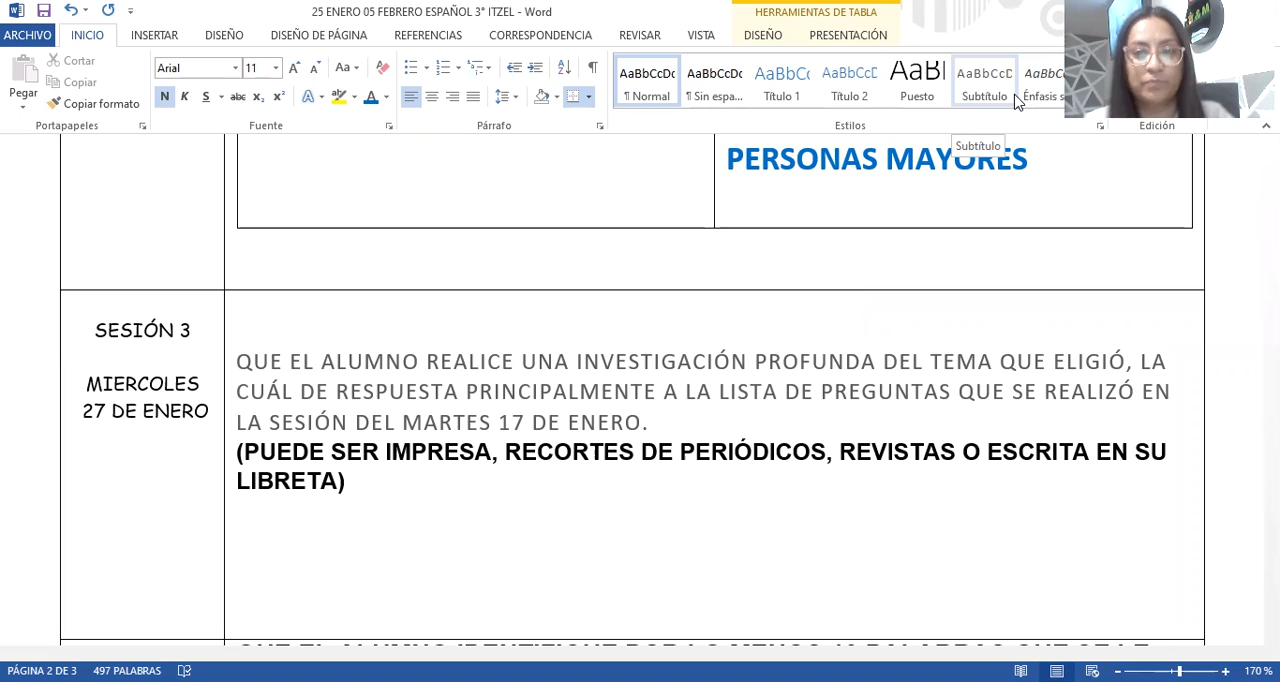 25 ENERO 05 FEBRERO ESPAÑOL 3° ITZEL - Word
HERRAMIENTAS DE TABLA
ARCHIVO INICIO INSERTAR DISEÑO DISEÑO DE PÁGINA REFERENCIAS CORRESPONDENCIA REVISAR VISTA DISEÑO PRESENTACIÓN
Cortar
Copiar
Copiar formato
Pegar
Portapapeles
Arial 11
Fuente
Párrafo
AaBbCcDc AaBbCcDc AaBbCc AaBbCcD AaBl AaBbCcD AaBbCc
¶ Normal ¶ Sin espa... Título 1 Título 2 Puesto Subtítulo Énfasis s
Estilos
Edición
Subtítulo
PERSONAS MAYORES
SESIÓN 3
MIERCOLES
27 DE ENERO
QUE EL ALUMNO REALICE UNA INVESTIGACIÓN PROFUNDA DEL TEMA QUE ELIGIÓ, LA
CUÁL DE RESPUESTA PRINCIPALMENTE A LA LISTA DE PREGUNTAS QUE SE REALIZÓ EN
LA SESIÓN DEL MARTES 17 DE ENERO.
(PUEDE SER IMPRESA, RECORTES DE PERIÓDICOS, REVISTAS O ESCRITA EN SU
LIBRETA)
PÁGINA 2 DE 3 497 PALABRAS
170 %